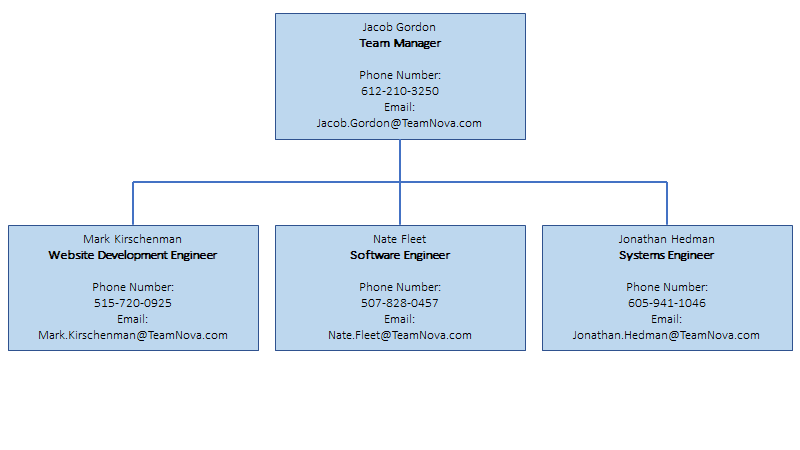 Jacob Gordon
Team Manager
Phone Number:
612-210-3250
Email:
Jacob.Gordon@TeamNova.com
Mark Kirschenman
Website Development Engineer
Phone Number:
515-720-0925
Email:
Mark.Kirschenman@TeamNova.com
Nate Fleet
Software Engineer
Phone Number:
507-828-0457
Email:
Nate.Fleet@TeamNova.com
Jonathan Hedman
Systems Engineer
Phone Number:
605-941-1046
Email:
Jonathan.Hedman@TeamNova.com